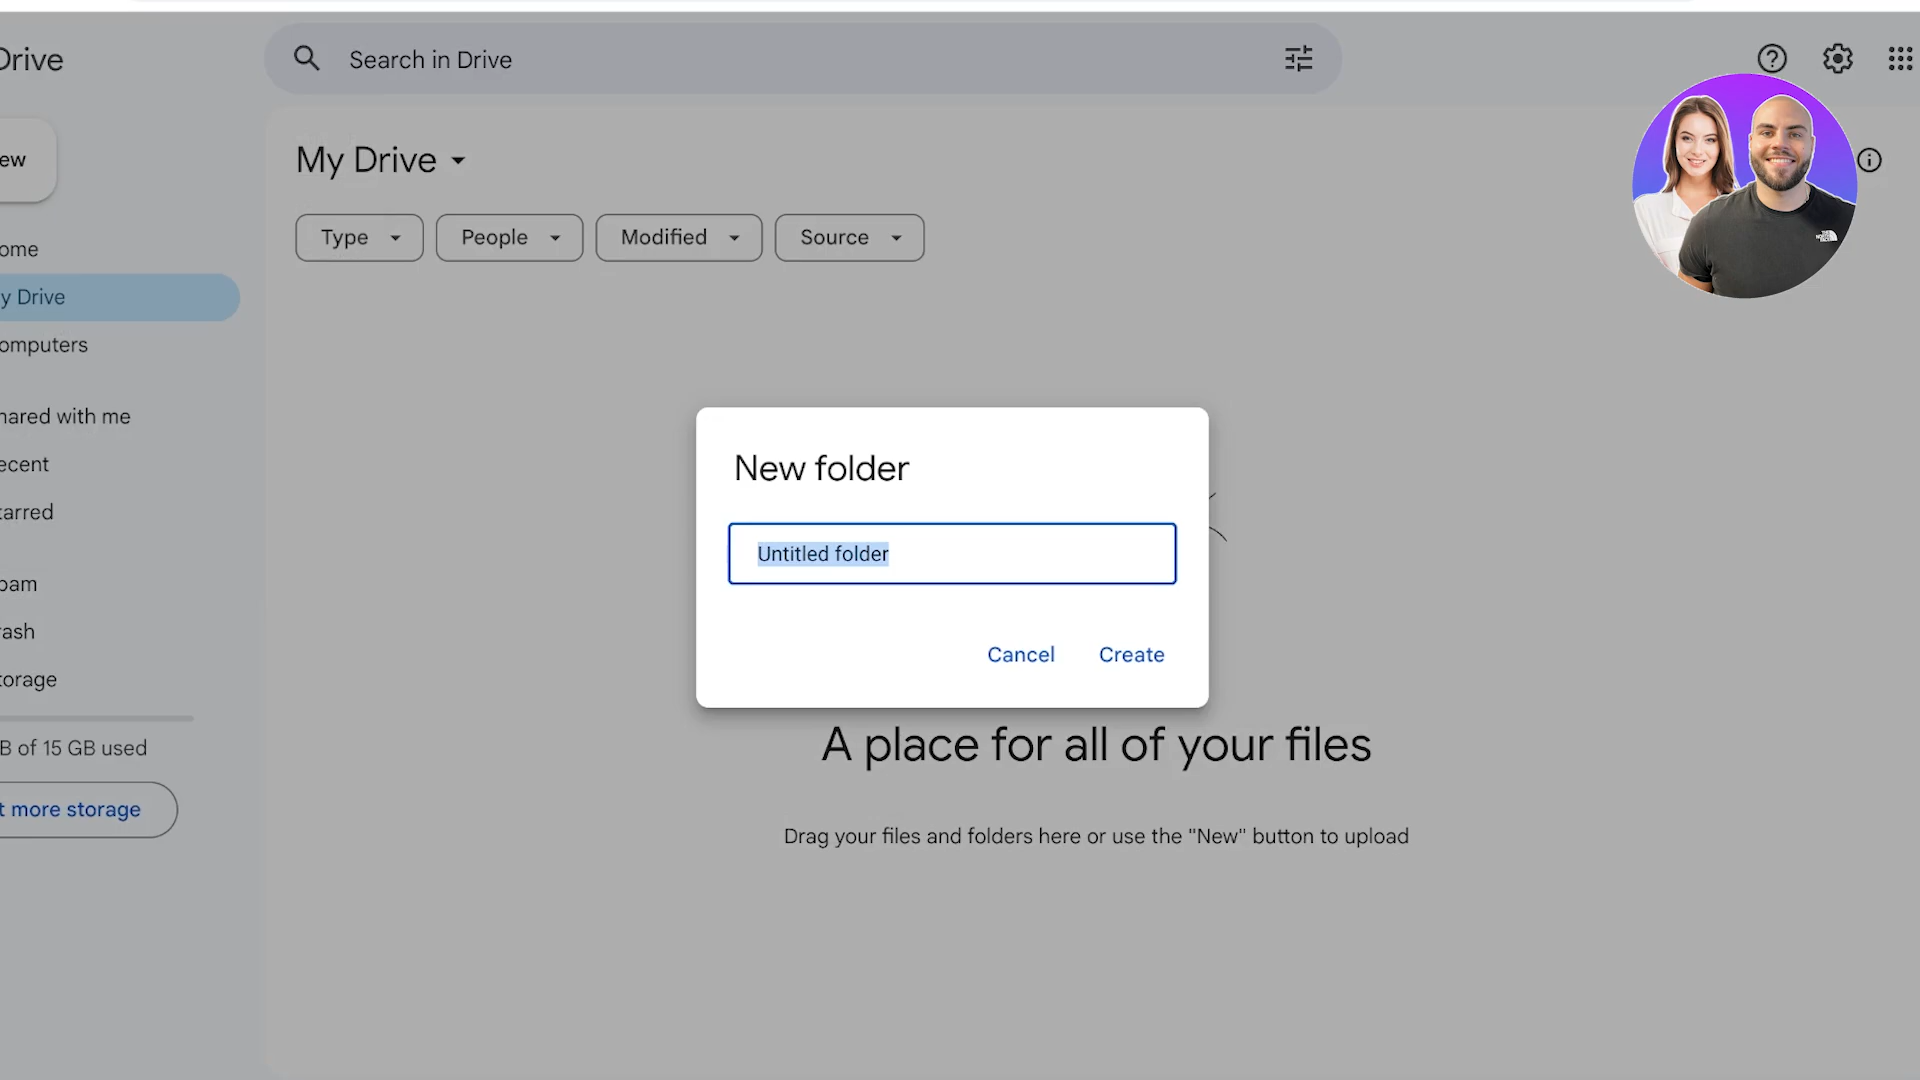 Drive
Search in Drive
ew
My Drive
Type
People
Modified
Source
ome
y Drive
omputers
hared with me
ecent
tarred
pam
rash
torage
B of 15 GB used
t more storage
New folder
Untitled folder
Cancel
Create
A place for all of your files
Drag your files and folders here or use the "New" button to upload